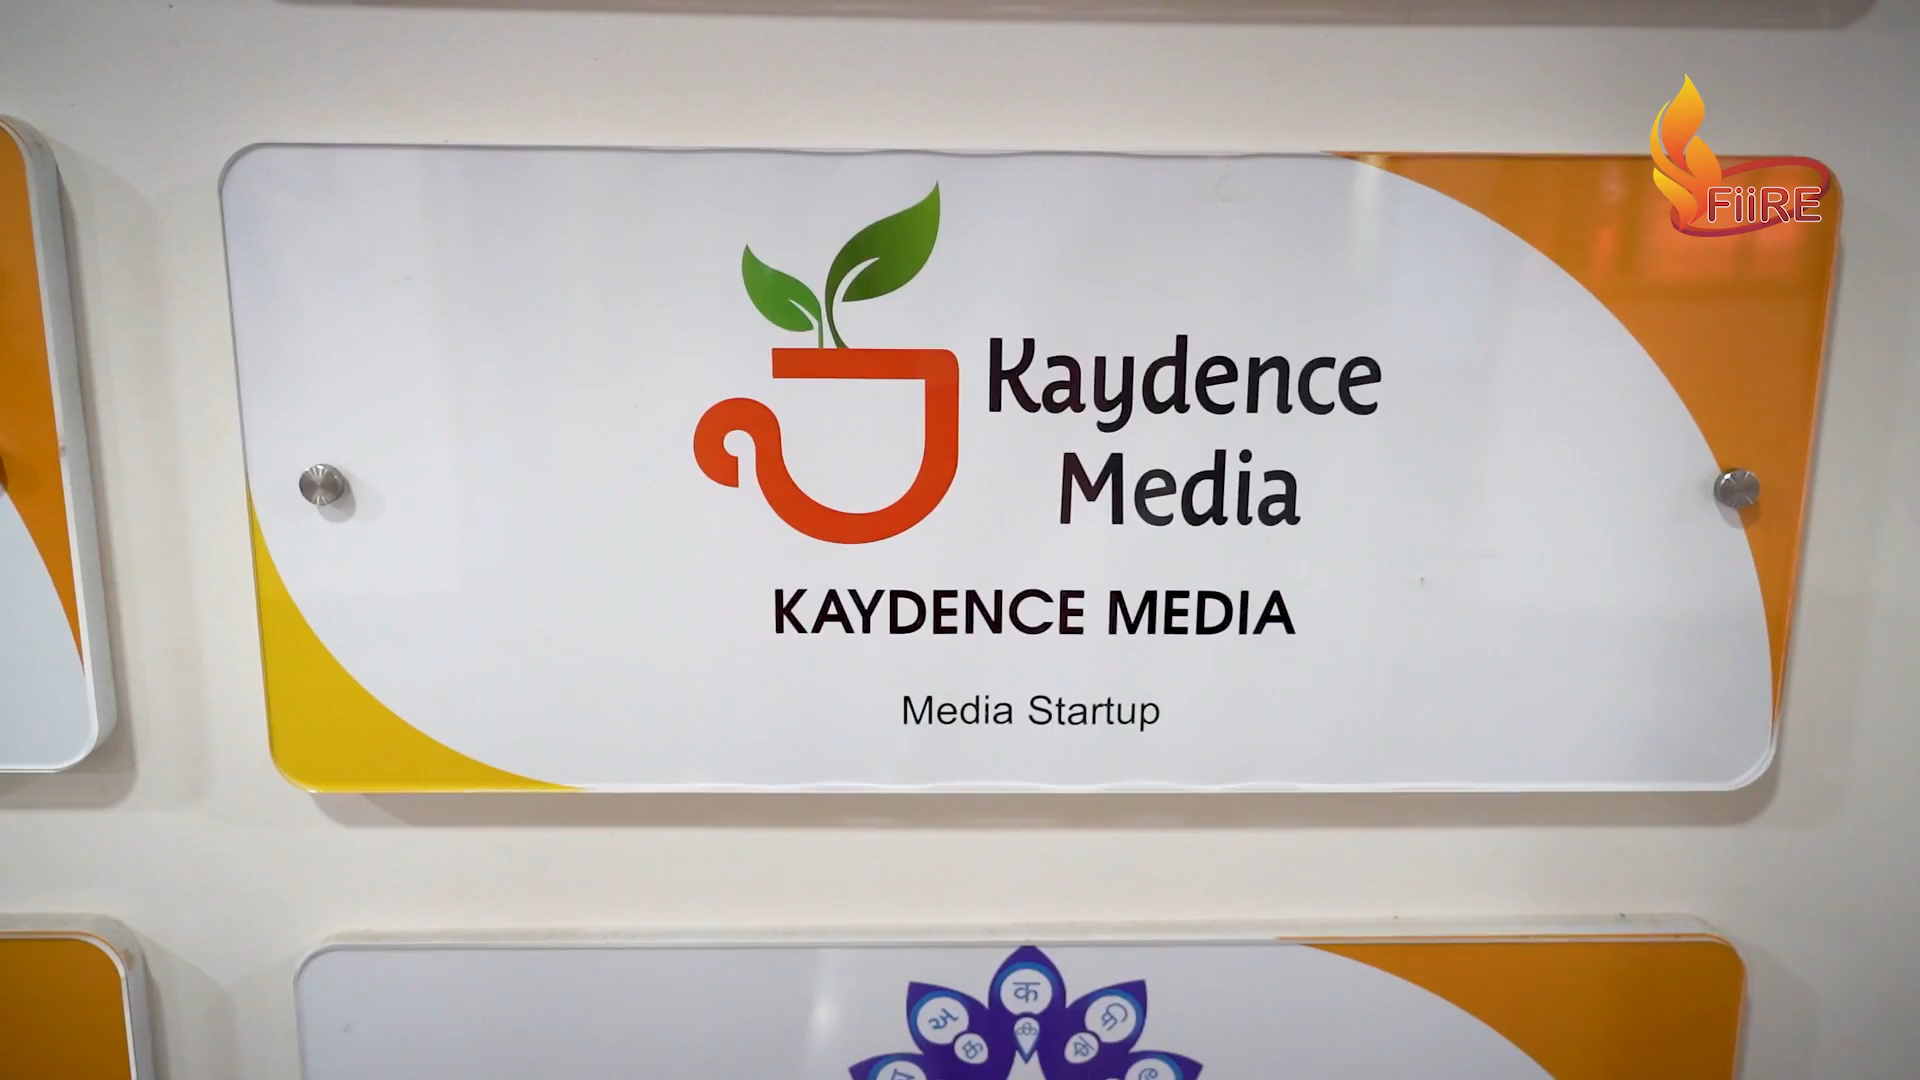 FiiRE
Kaydence
Media
KAYDENCE MEDIA
Media Startup
क